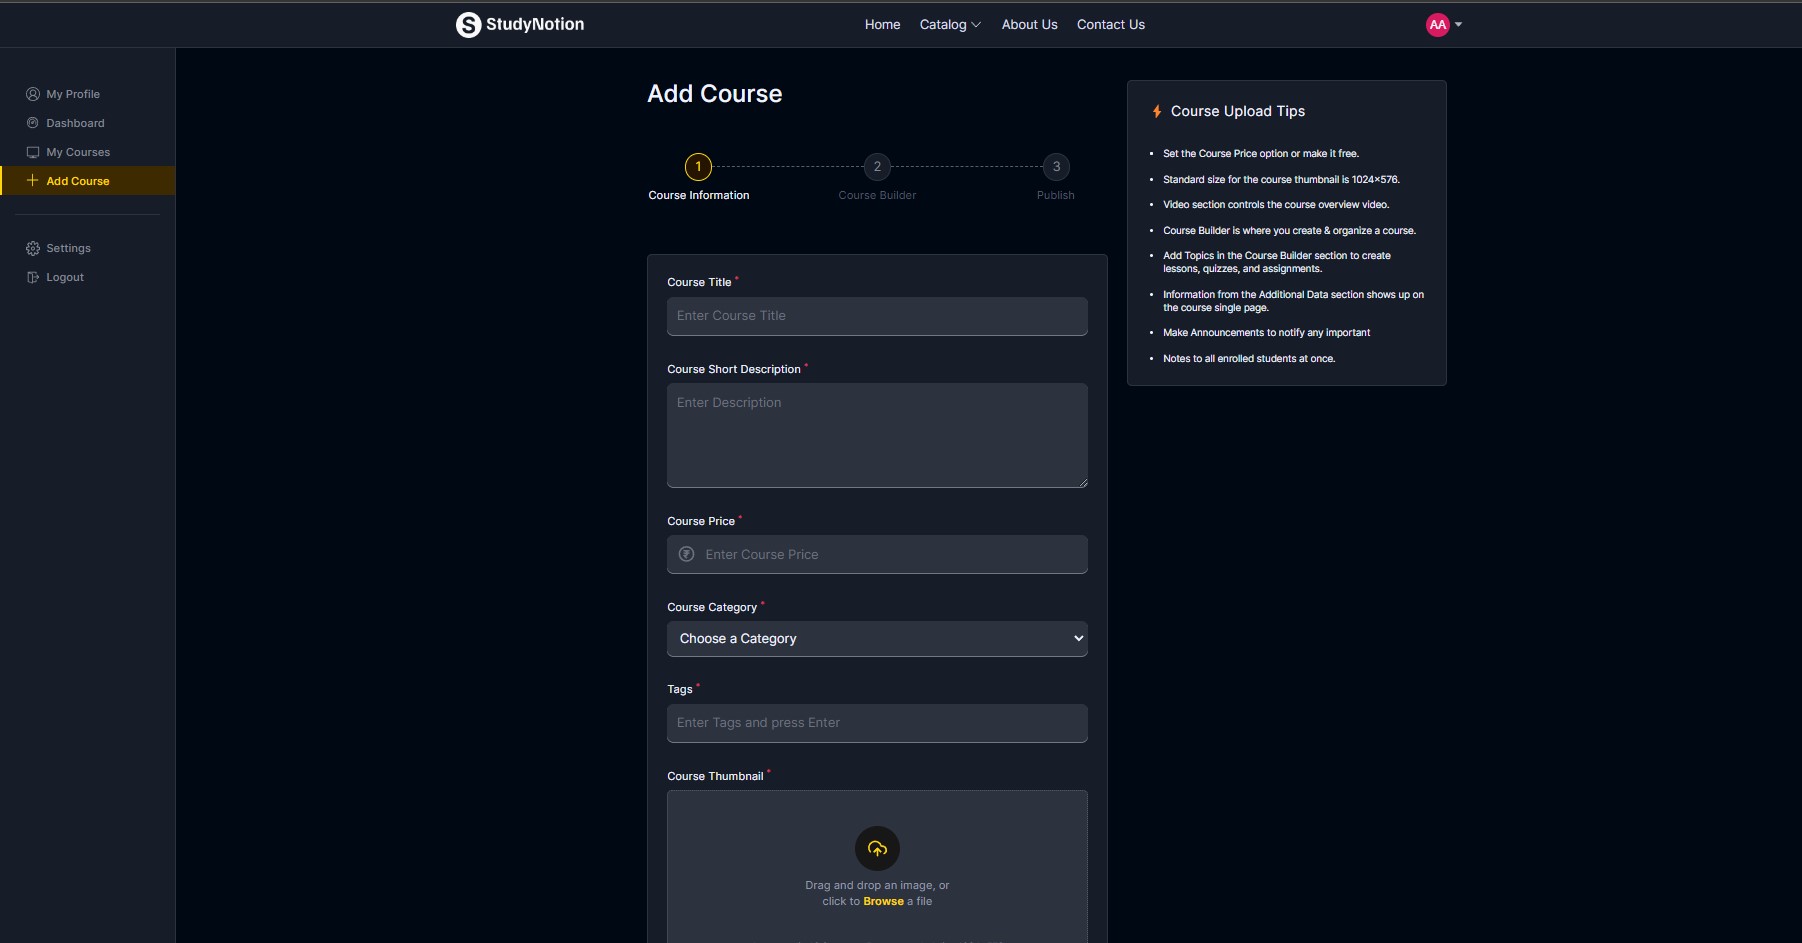 StudyNotion
Home
Catalog
About Us
Contact Us
AA
My Profile
Dashboard
My Courses
Add Course
Settings
Logout
Add Course
1
2
3
Course Information
Course Builder
Publish
Course Title *
Enter Course Title
Course Short Description *
Enter Description
Course Price *
₹ Enter Course Price
Course Category *
Choose a Category
Tags *
Enter Tags and press Enter
Course Thumbnail *
Drag and drop an image, or
click to Browse a file
Course Upload Tips
• Set the Course Price option or make it free.
• Standard size for the course thumbnail is 1024×576.
• Video section controls the course overview video.
• Course Builder is where you create & organize a course.
• Add Topics in the Course Builder section to create
lessons, quizzes, and assignments.
• Information from the Additional Data section shows up on
the course single page.
• Make Announcements to notify any important
• Notes to all enrolled students at once.